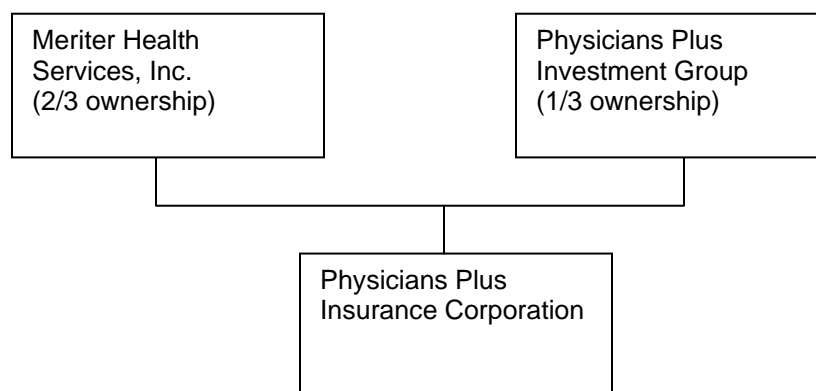 Meriter Health
Services, Inc.
(2/3 ownership)
Physicians Plus
Investment Group
(1/3 ownership)
Physicians Plus
Insurance Corporation